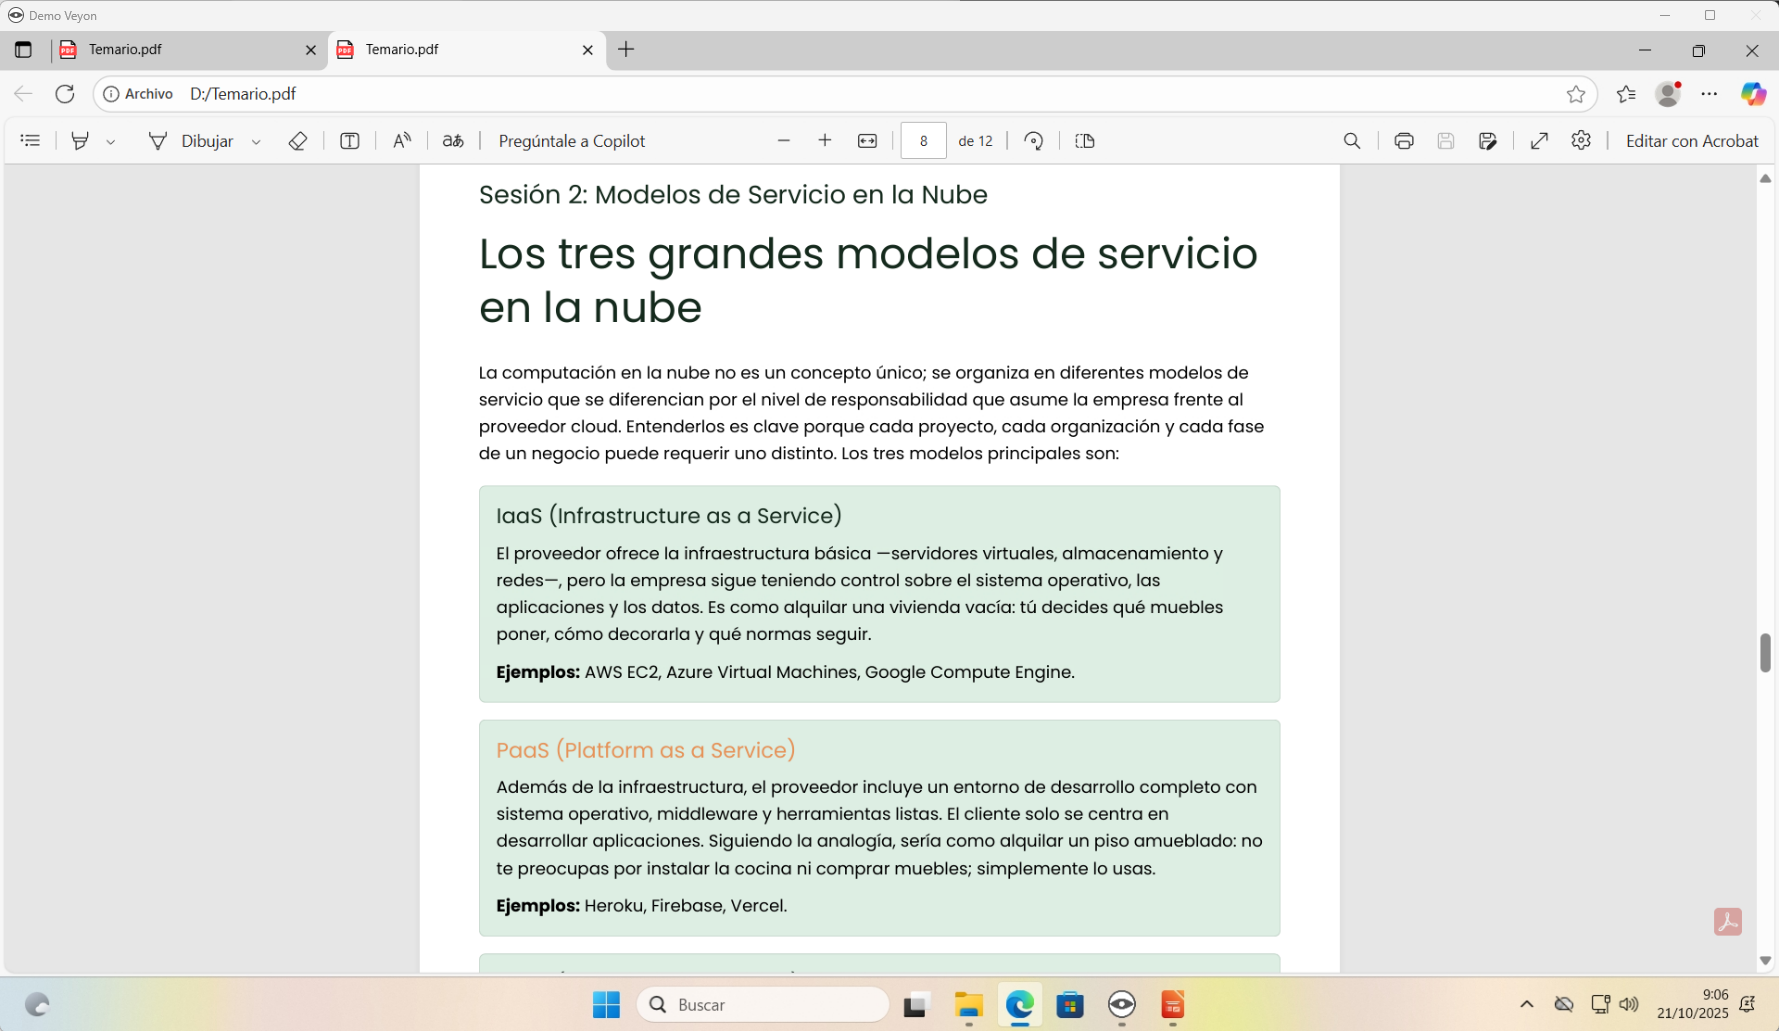 Demo Veyon
Temario.pdf
Temario.pdf
Archivo D:/Temario.pdf
Dibujar
Pregúntale a Copilot
8 de 12
Editar con Acrobat
Sesión 2: Modelos de Servicio en la Nube
Los tres grandes modelos de servicio
en la nube
La computación en la nube no es un concepto único; se organiza en diferentes modelos de
servicio que se diferencian por el nivel de responsabilidad que asume la empresa frente al
proveedor cloud. Entenderlos es clave porque cada proyecto, cada organización y cada fase
de un negocio puede requerir uno distinto. Los tres modelos principales son:
IaaS (Infrastructure as a Service)
El proveedor ofrece la infraestructura básica —servidores virtuales, almacenamiento y
redes—, pero la empresa sigue teniendo control sobre el sistema operativo, las
aplicaciones y los datos. Es como alquilar una vivienda vacía: tú decides qué muebles
poner, cómo decorarla y qué normas seguir.
Ejemplos: AWS EC2, Azure Virtual Machines, Google Compute Engine.
PaaS (Platform as a Service)
Además de la infraestructura, el proveedor incluye un entorno de desarrollo completo con
sistema operativo, middleware y herramientas listas. El cliente solo se centra en
desarrollar aplicaciones. Siguiendo la analogía, sería como alquilar un piso amueblado: no
te preocupas por instalar la cocina ni comprar muebles; simplemente lo usas.
Ejemplos: Heroku, Firebase, Vercel.
Buscar
9:06
21/10/2025